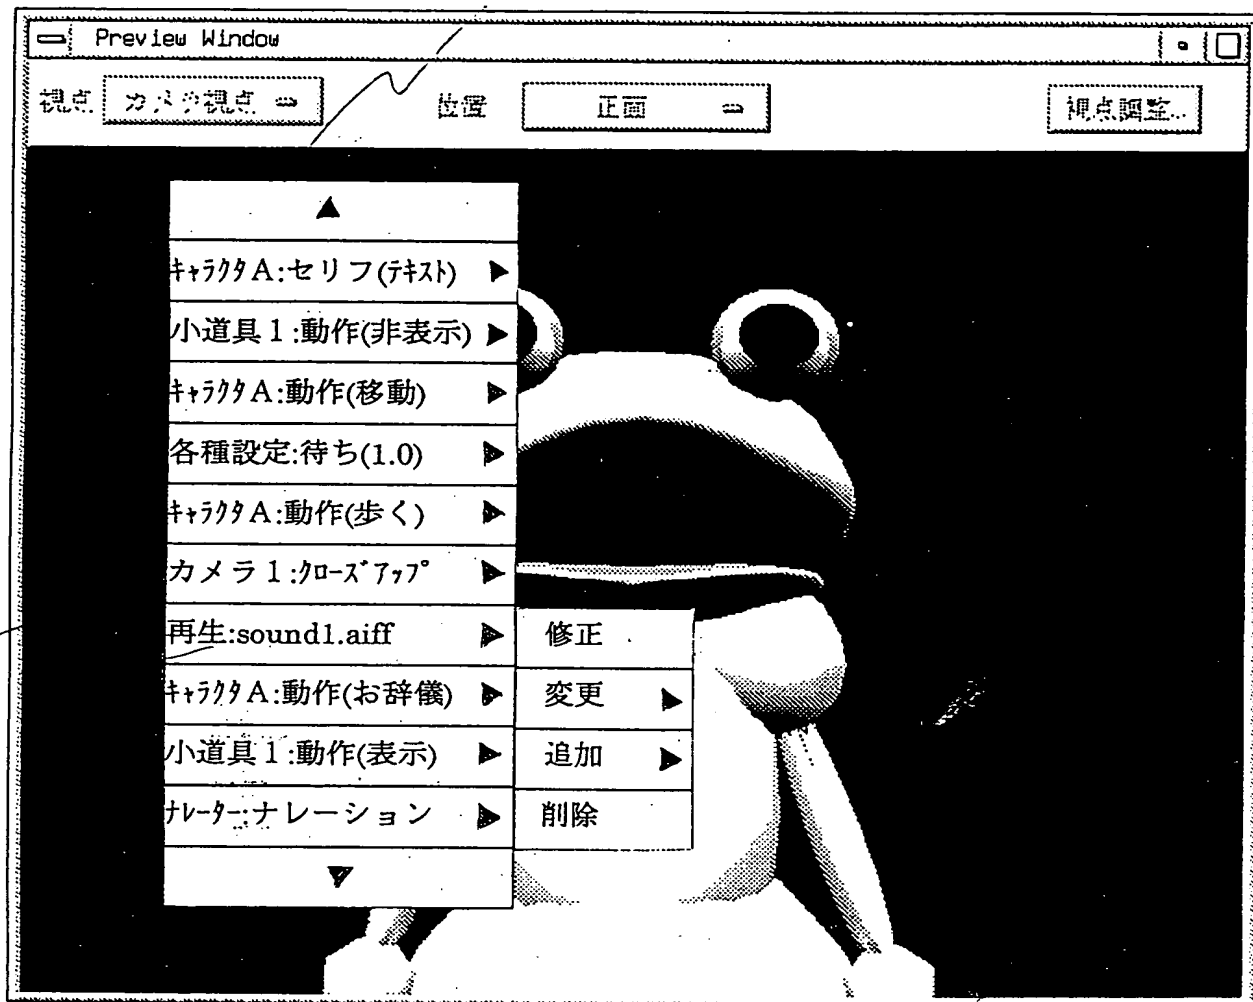 Preview Window
視点 カメラ視点 位置 正面 視点調整...
▲
ｷｬﾗｸﾀA:セリフ(ﾃｷｽﾄ) ▶
小道具1:動作(非表示) ▶
ｷｬﾗｸﾀA:動作(移動) ▶
各種設定:待ち(1.0) ▶
ｷｬﾗｸﾀA:動作(歩く) ▶
カメラ1:ｸﾛｰｽﾞｱｯﾌﾟ ▶
再生:sound1.aiff ▶ 修正
ｷｬﾗｸﾀA:動作(お辞儀) ▶ 変更 ▶
小道具1:動作(表示) ▶ 追加 ▶
ﾅﾚｰﾀｰ:ナレーション ▶ 削除
▼